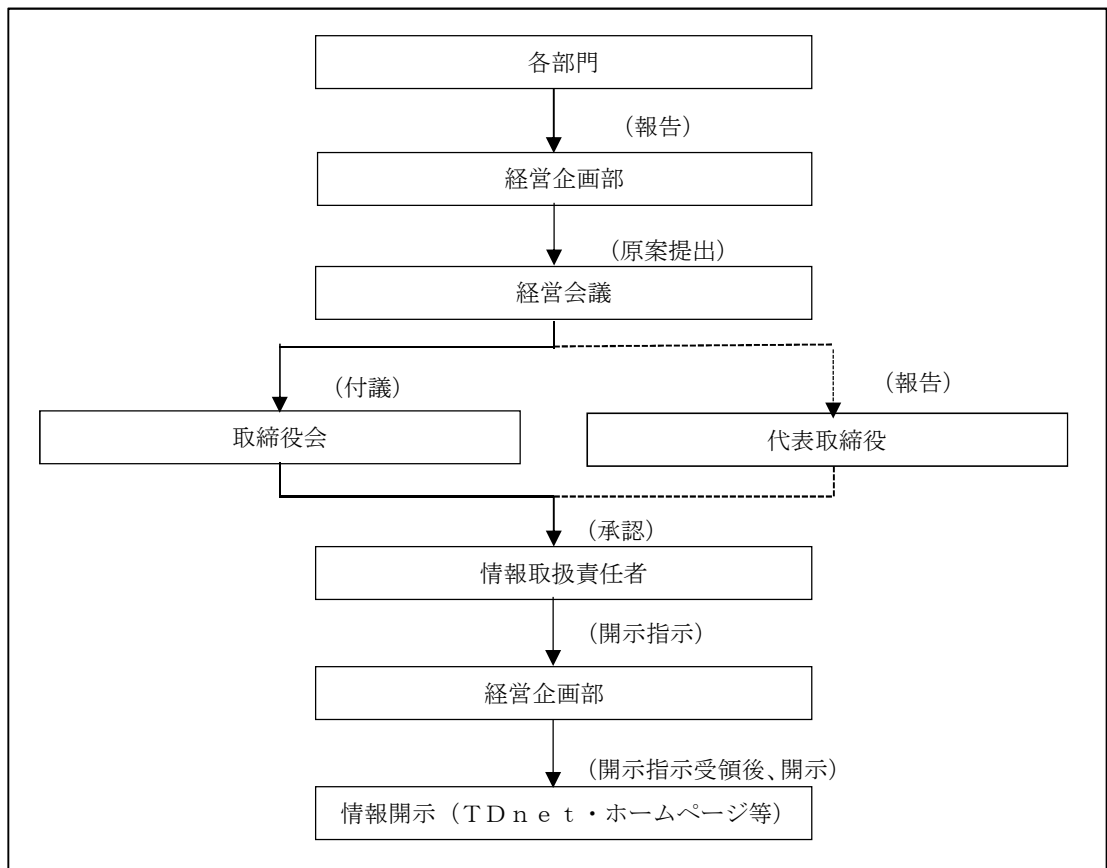 各部門
（報告）
経営企画部
（原案提出）
経営会議
（付議）
（報告）
取締役会
代表取締役
（承認）
情報取扱責任者
（開示指示）
経営企画部
（開示指示受領後、開示）
情報開示（ＴＤｎｅｔ・ホームページ等）